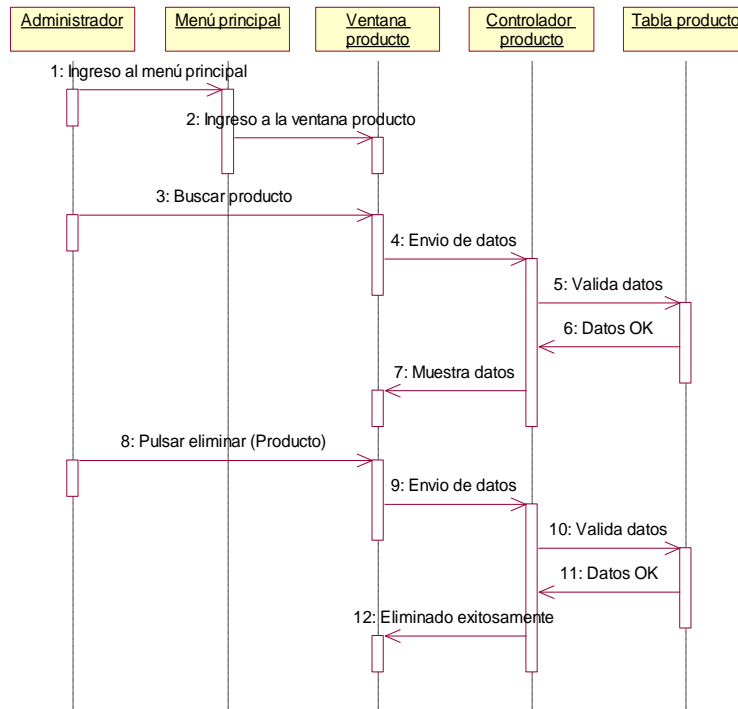 Administrador
Menú principal
Ventana
producto
Controlador
producto
Tabla producto
1: Ingreso al menú principal
2: Ingreso a la ventana producto
3: Buscar producto
4: Envio de datos
5: Valida datos
6: Datos OK
7: Muestra datos
8: Pulsar eliminar (Producto)
9: Envio de datos
10: Valida datos
11: Datos OK
12: Eliminado exitosamente